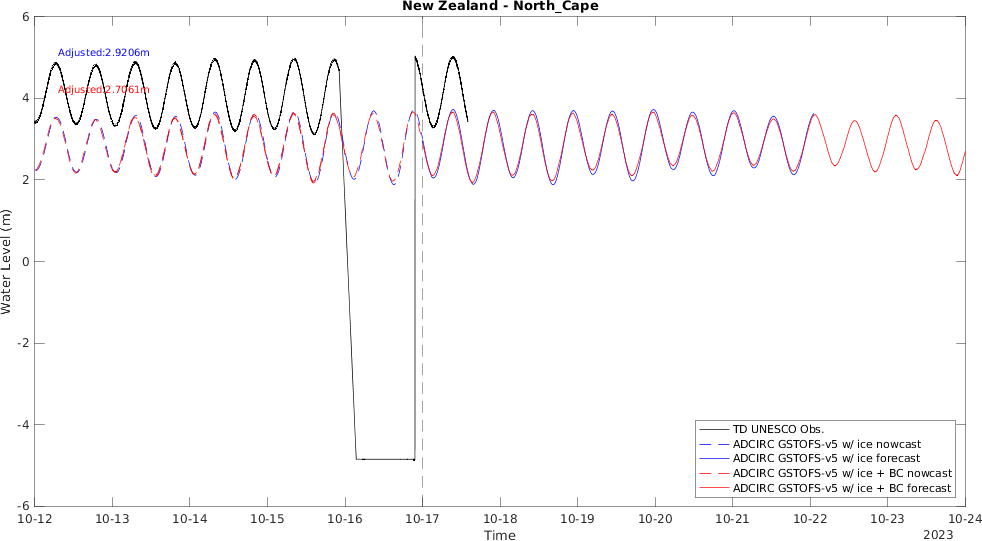 New Zealand - North_Cape
Water Level (m)
6
4
2
0
-2
-4
-6
Adjusted:2.9206m
Adjusted:2.7061m
TD UNESCO Obs.
ADCIRC GSTOFS-v5 w/ ice nowcast
ADCIRC GSTOFS-v5 w/ ice forecast
ADCIRC GSTOFS-v5 w/ ice + BC nowcast
ADCIRC GSTOFS-v5 w/ ice + BC forecast
10-12 10-13 10-14 10-15 10-16 10-17 10-18 10-19 10-20 10-21 10-22 10-23 10-24
Time
2023